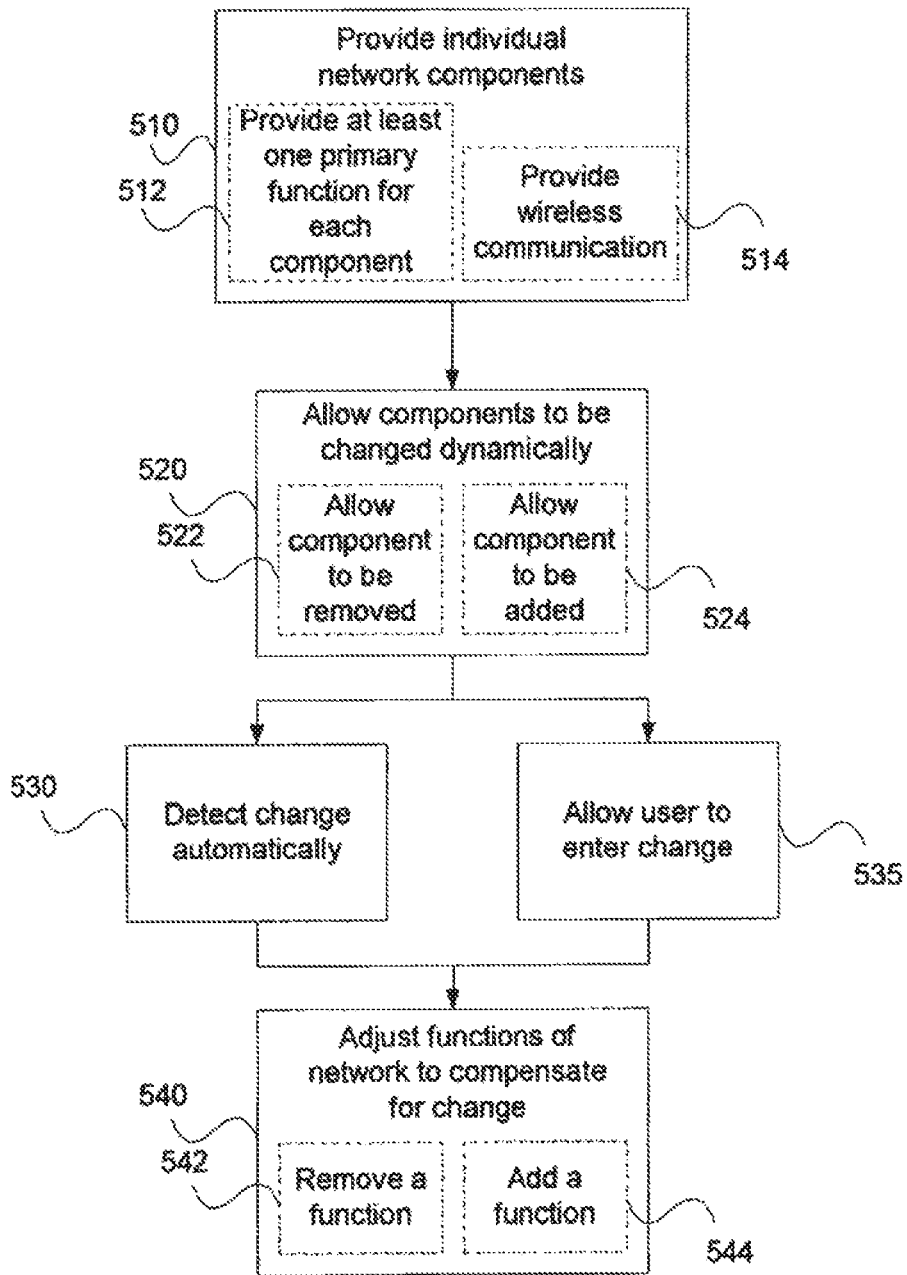 Provide individual
network components
510
512
Provide at least
one primary
function for
each
component
Provide
wireless
communication
514
Allow components to be
changed dynamically
520
522
Allow
component
to be
removed
Allow
component
to be
added
524
530
Detect change
automatically
Allow user to
enter change
535
Adjust functions of
network to compensate
for change
540
542
Remove a
function
Add a
function
544